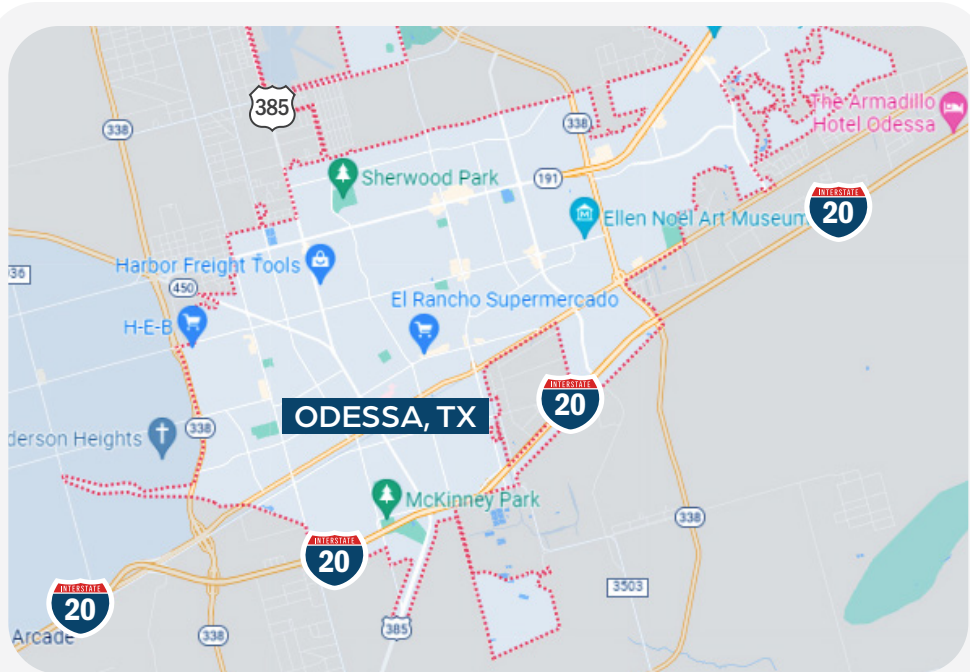 385
338
338
The Armadillo
Hotel Odessa
191
Sherwood Park
INTERSTATE
20
Ellen Noel Art Museum
Harbor Freight Tools
36
450
El Rancho Supermercado
H-E-B
INTERSTATE
20
ODESSA, TX
338
derson Heights
McKinney Park
338
INTERSTATE
20
INTERSTATE
20
3503
385
338
Arcade